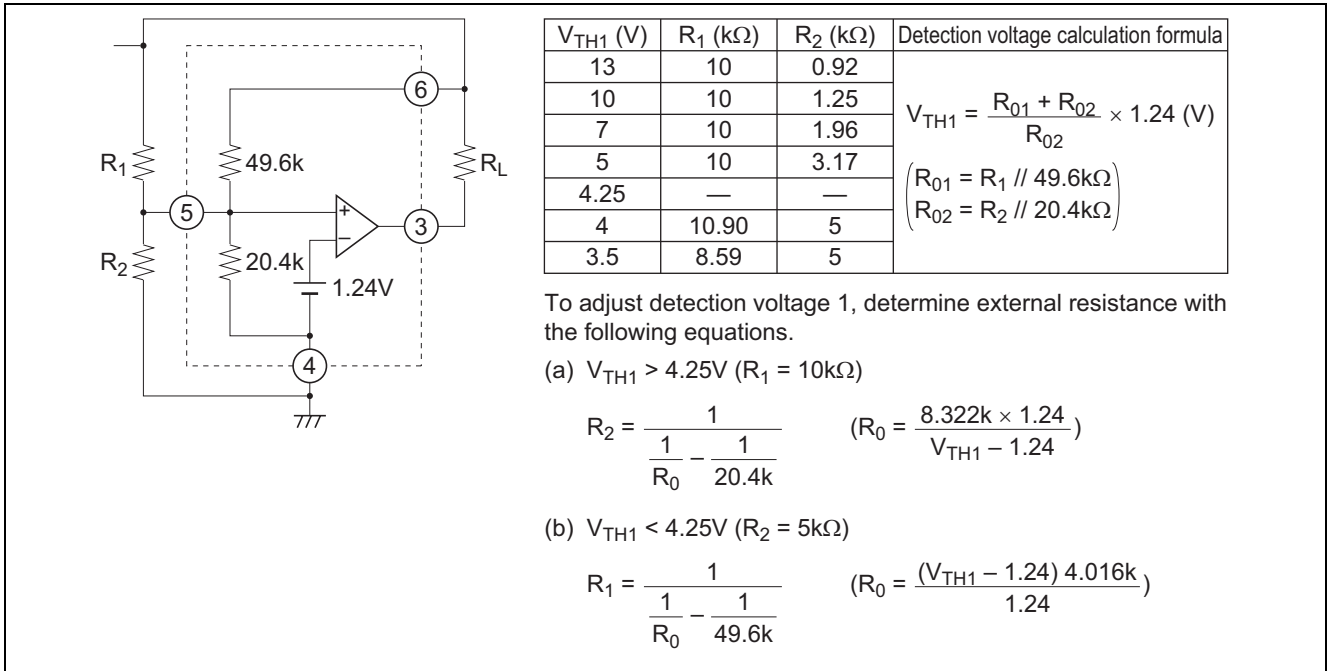 R1
R2
5
49.6k
20.4k
+
–
1.24V
6
3
4
RL
VTH1 (V) R1 (kΩ) R2 (kΩ) Detection voltage calculation formula
13 10 0.92
10 10 1.25
7 10 1.96
5 10 3.17
4.25 — —
4 10.90 5
3.5 8.59 5
VTH1 = (R01 + R02) / R02 × 1.24 (V)
(R01 = R1 // 49.6kΩ
R02 = R2 // 20.4kΩ)
To adjust detection voltage 1, determine external resistance with
the following equations.
(a) VTH1 > 4.25V (R1 = 10kΩ)
R2 = 1 / (1/R0 – 1/20.4k) (R0 = 8.322k × 1.24 / VTH1 – 1.24)
(b) VTH1 < 4.25V (R2 = 5kΩ)
R1 = 1 / (1/R0 – 1/49.6k) (R0 = (VTH1 – 1.24) 4.016k / 1.24)